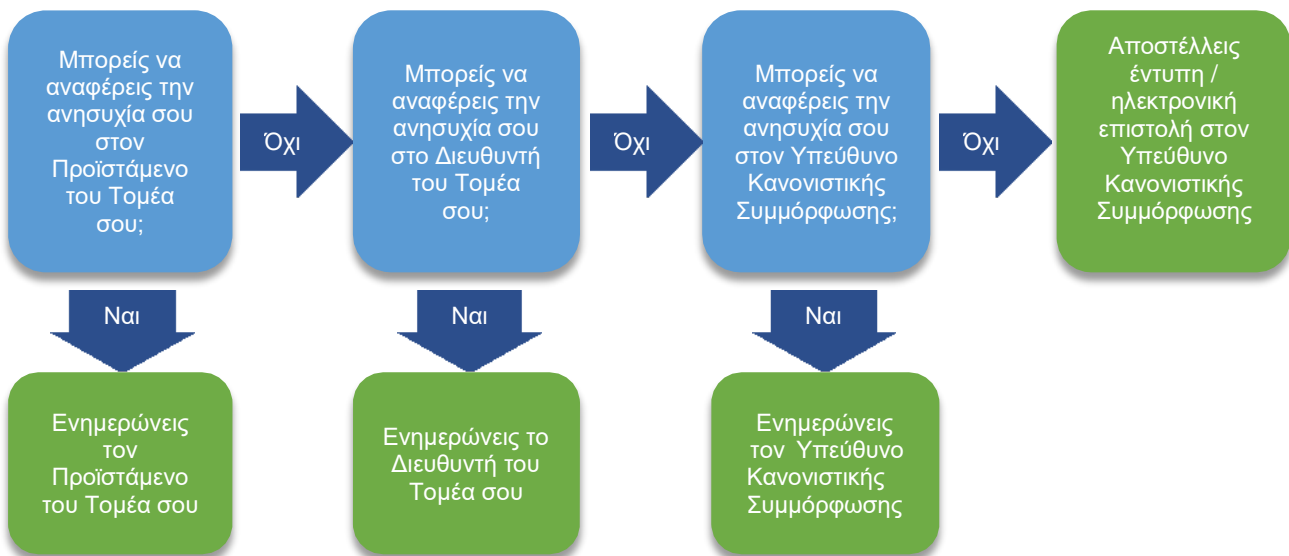 Μπορείς να
αναφέρεις την
ανησυχία σου
στον
Προϊστάμενο
του Τομέα
σου;
Όχι
Μπορείς να
αναφέρεις την
ανησυχία σου
στο Διευθυντή
του Τομέα
σου;
Όχι
Μπορείς να
αναφέρεις την
ανησυχία σου
στον Υπεύθυνο
Κανονιστικής
Συμμόρφωσης;
Όχι
Αποστέλλεις
έντυπη /
ηλεκτρονική
επιστολή στον
Υπεύθυνο
Κανονιστικής
Συμμόρφωσης
Ναι
Ναι
Ναι
Ενημερώνεις
τον
Προϊστάμενο
του Τομέα σου
Ενημερώνεις το
Διευθυντή του
Τομέα σου
Ενημερώνεις
τον Υπεύθυνο
Κανονιστικής
Συμμόρφωσης